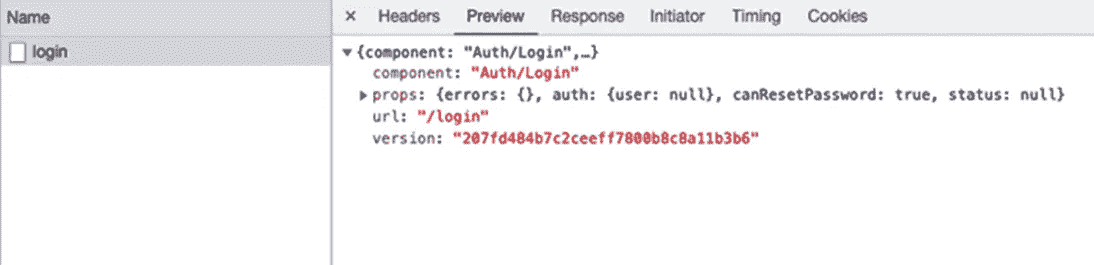 Name
× Headers Preview Response Initiator Timing Cookies
login
▼{component: "Auth/Login",…}
component: "Auth/Login"
▶props: {errors: {}, auth: {user: null}, canResetPassword: true, status: null}
url: "/login"
version: "207fd484b7c2ceeff7800b8c8a11b3b6"